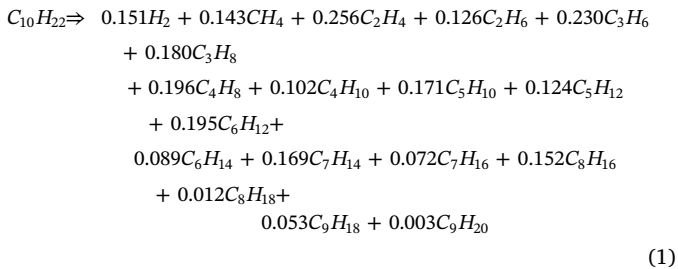 C₁₀H₂₂⇒ 0.151H₂ + 0.143CH₄ + 0.256C₂H₄ + 0.126C₂H₆ + 0.230C₃H₆
+ 0.180C₃H₈
+ 0.196C₄H₈ + 0.102C₄H₁₀ + 0.171C₅H₁₀ + 0.124C₅H₁₂
+ 0.195C₆H₁₂+
0.089C₆H₁₄ + 0.169C₇H₁₄ + 0.072C₇H₁₆ + 0.152C₈H₁₆
+ 0.012C₈H₁₈+
0.053C₉H₁₈ + 0.003C₉H₂₀
(1)